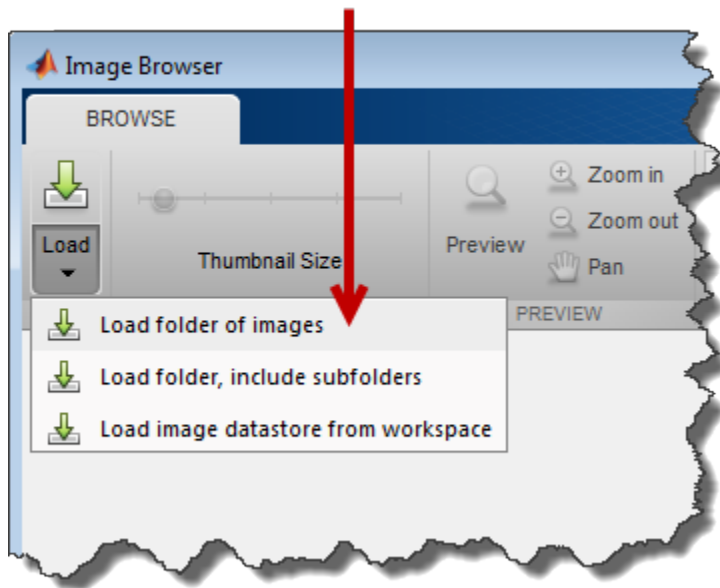 Image Browser
BROWSE
Load
Thumbnail Size
Preview
Zoom in
Zoom out
Pan
PREVIEW
Load folder of images
Load folder, include subfolders
Load image datastore from workspace